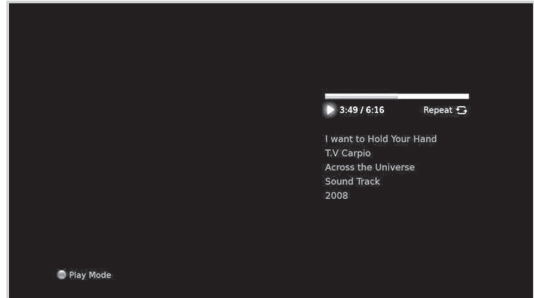 3:49 / 6:16 Repeat
I want to Hold Your Hand
T.V Carpio
Across the Universe
Sound Track
2008
Play Mode